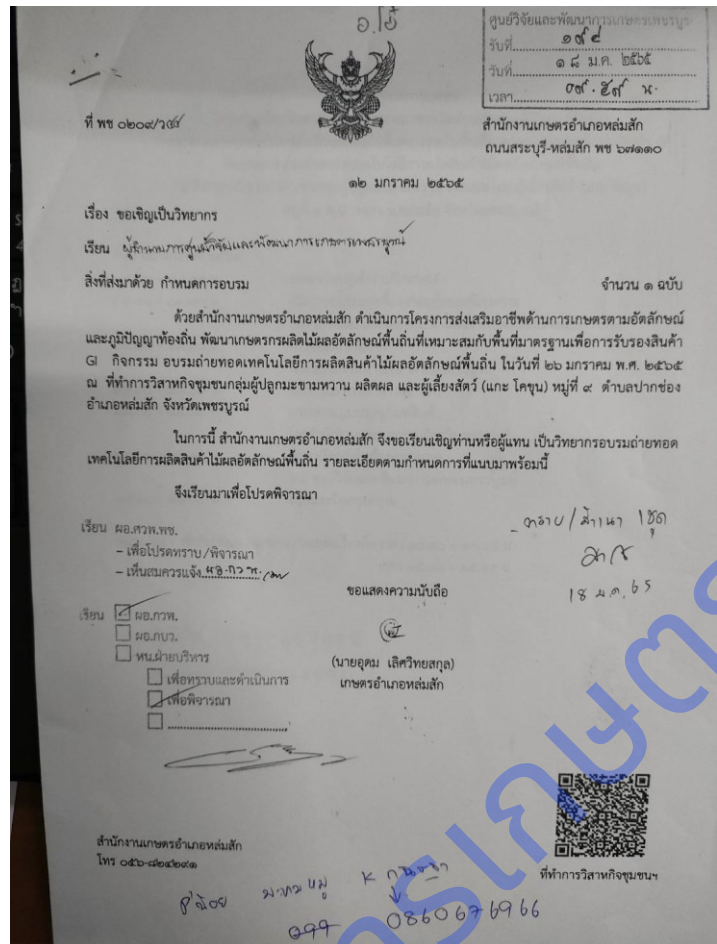 อ.โอ๋
ศูนย์วิจัยและพัฒนาการเกษตรเพชรบูรณ์
รับที่ ๑๙๔
วันที่ ๑๘ ม.ค. ๒๕๖๕
เวลา ๐๙.๕๙ น.
ที่ พช ๐๒๐๙/
สำนักงานเกษตรอำเภอหล่มสัก
ถนนสระบุรี-หล่มสัก พช ๖๗๑๑๐
๑๒ มกราคม ๒๕๖๕
เรื่อง ขอเชิญเป็นวิทยากร
เรียน ผู้อำนวยการศูนย์วิจัยและพัฒนาการเกษตรเพชรบูรณ์
สิ่งที่ส่งมาด้วย กำหนดการอบรม จำนวน ๑ ฉบับ
ด้วยสำนักงานเกษตรอำเภอหล่มสัก ดำเนินการโครงการส่งเสริมอาชีพด้านการเกษตรตามอัตลักษณ์
และภูมิปัญญาท้องถิ่น พัฒนาเกษตรกรผลิตไม้ผลอัตลักษณ์พื้นถิ่นที่เหมาะสมกับพื้นที่มาตรฐานเพื่อการรับรองสินค้า
GI กิจกรรม อบรมถ่ายทอดเทคโนโลยีการผลิตสินค้าไม้ผลอัตลักษณ์พื้นถิ่น ในวันที่ ๒๖ มกราคม พ.ศ. ๒๕๖๕
ณ ที่ทำการวิสาหกิจชุมชนกลุ่มผู้ปลูกมะขามหวาน ผลิตผล และผู้เลี้ยงสัตว์ (แกะ โคขุน) หมู่ที่ ๙ ตำบลปากช่อง
อำเภอหล่มสัก จังหวัดเพชรบูรณ์
ในการนี้ สำนักงานเกษตรอำเภอหล่มสัก จึงขอเรียนเชิญท่านหรือผู้แทน เป็นวิทยากรอบรมถ่ายทอด
เทคโนโลยีการผลิตสินค้าไม้ผลอัตลักษณ์พื้นถิ่น รายละเอียดตามกำหนดการที่แนบมาพร้อมนี้
จึงเรียนมาเพื่อโปรดพิจารณา
เรียน ผอ.ศวพ.พช.
- เพื่อโปรดทราบ/พิจารณา
- เห็นสมควรแจ้ง ผอ.กวพ.
- ทราบ/สำเนา 1 ชุด
18 ม.ค. 65
ขอแสดงความนับถือ
เรียน ผอ.กวพ.
ผอ.กบว.
หน.ฝ่ายบริหาร
เพื่อทราบและดำเนินการ
เพื่อพิจารณา
(นายอุดม เลิศวิทยสกุล)
เกษตรอำเภอหล่มสัก
สำนักงานเกษตรอำเภอหล่มสัก
โทร ๐๕๖-๗๐๔๒๙๑
ที่ทำการวิสาหกิจชุมชนฯ
0860676966